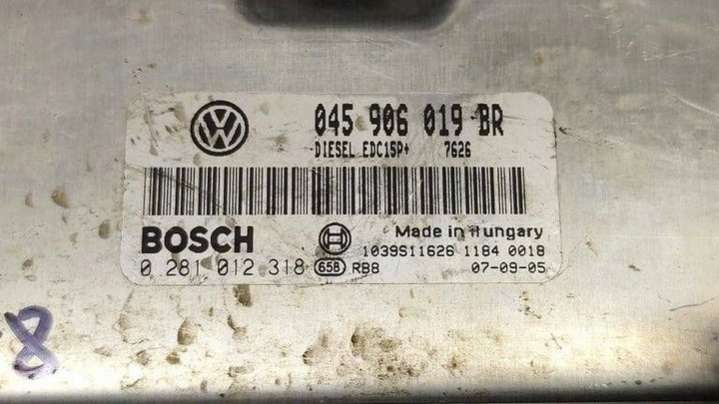 045 906 019 BR
DIESEL EDC15P+ 7626
BOSCH
Made in Hungary
1039S11626 1184 0018
0 281 012 318 658 RB8 07-09-05
8